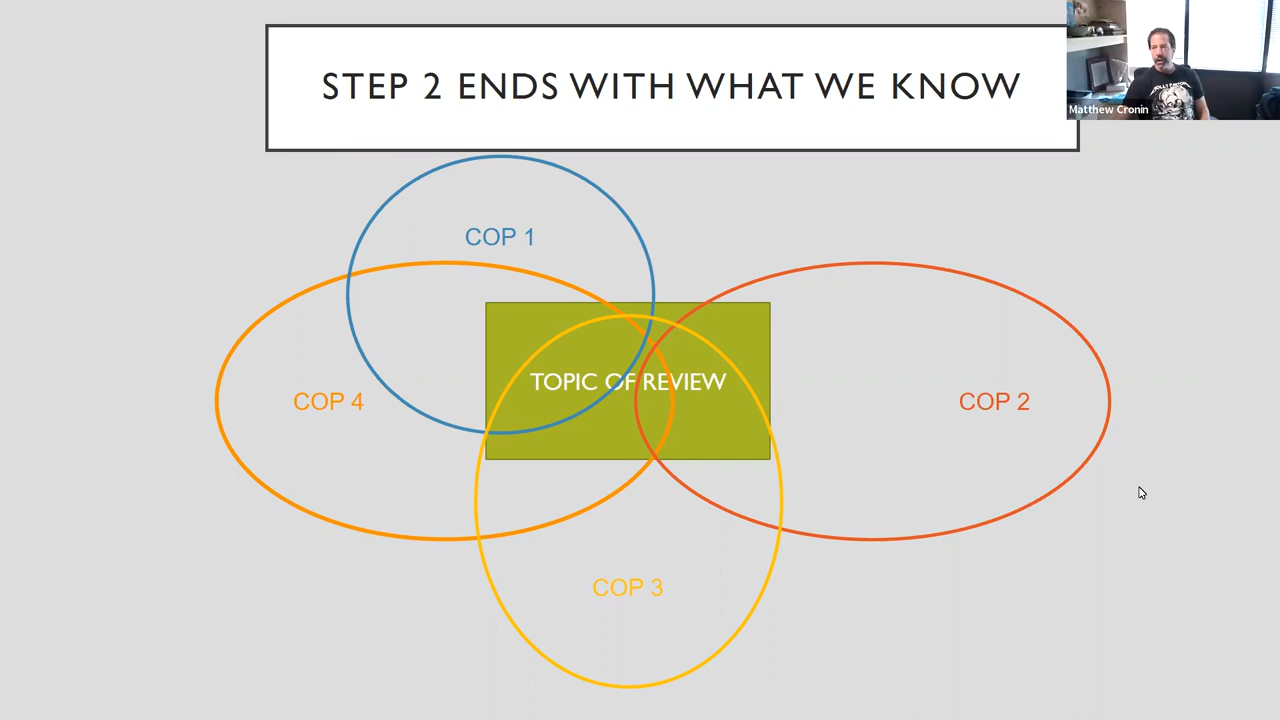 STEP 2 ENDS WITH WHAT WE KNOW
Matthew Cronin
COP 1
TOPIC OF REVIEW
COP 4
COP 2
COP 3